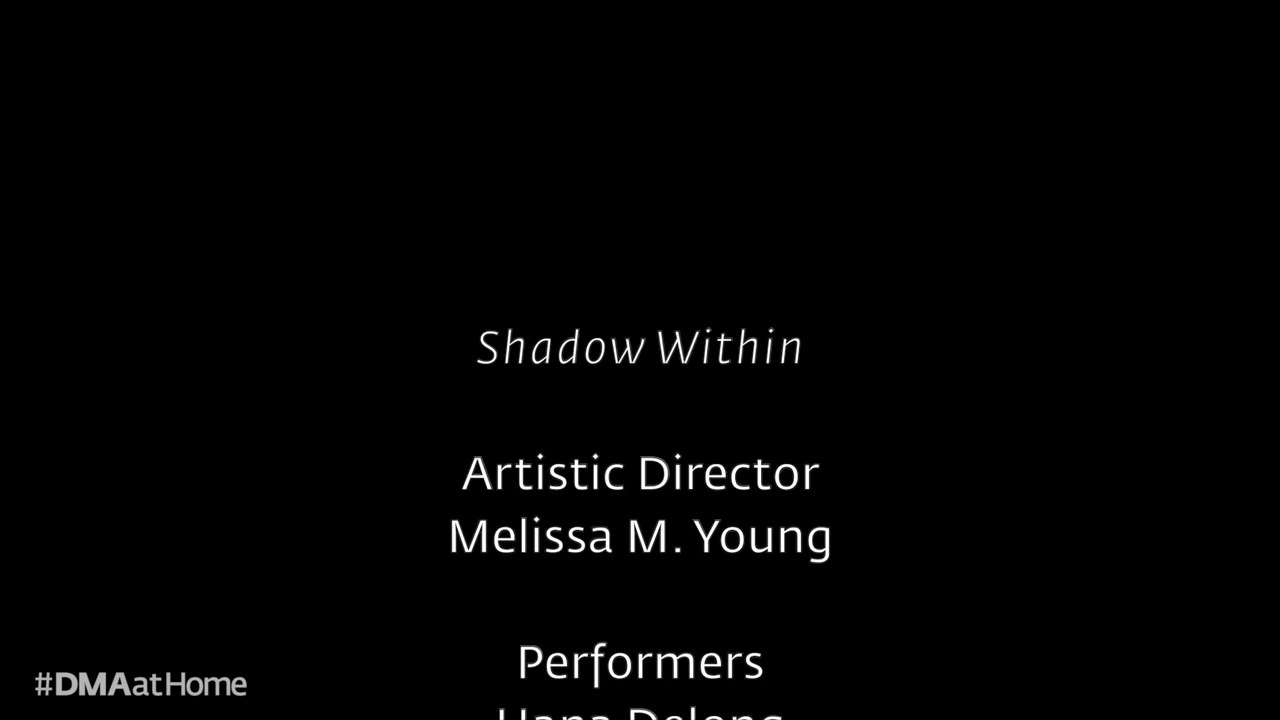 Shadow Within
Artistic Director
Melissa M. Young
Performers
#DMAatHome